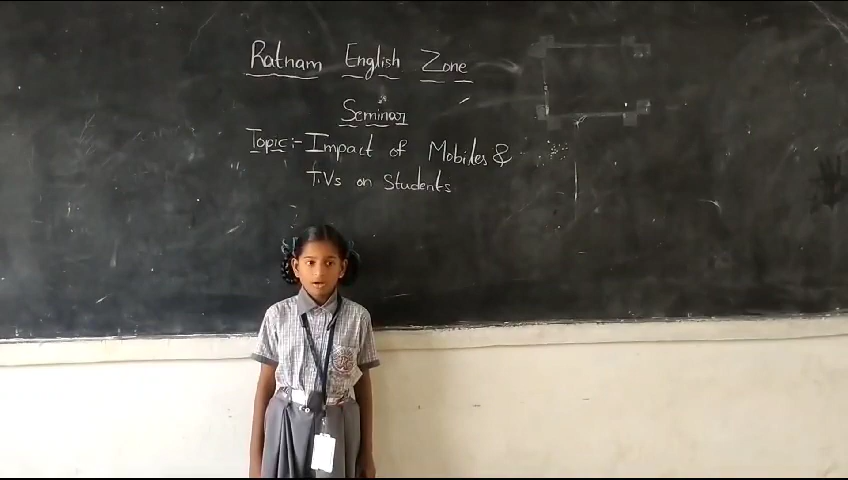 Ratnam English Zone
Seminar
Topic:- Impact of Mobiles &
T.Vs on Students